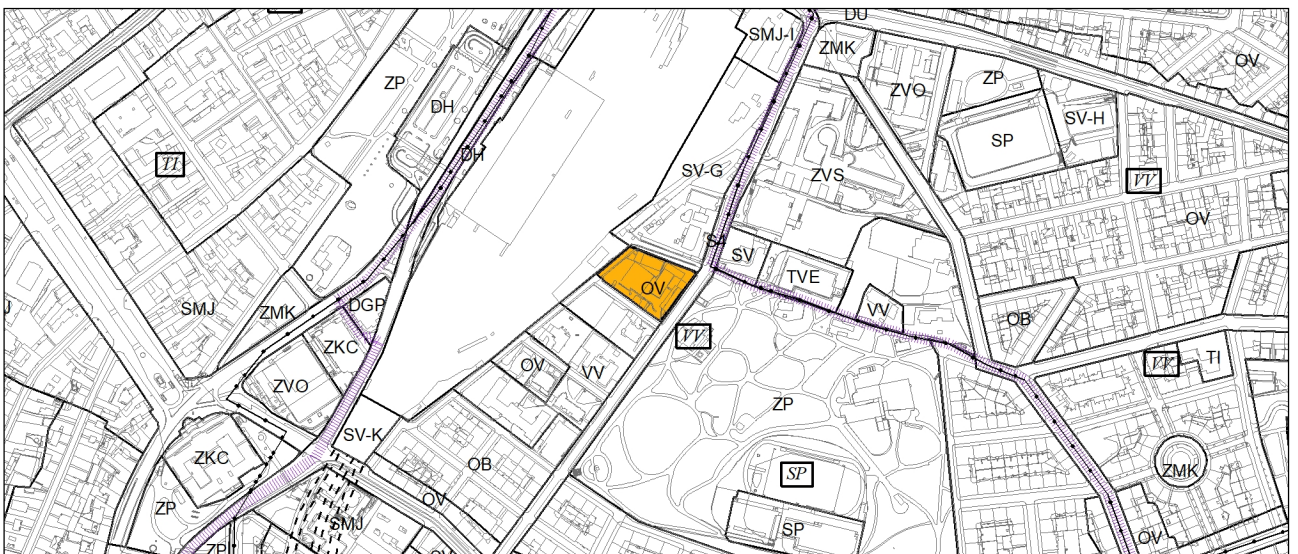 DU
SMJ-I
ZMK
OV
ZP
ZVO
ZP
DH
SV-H
SP
DH
TI
SV-G
ZVS
VV
OV
S4
SV
TVE
OV
SMJ
ZMK
DGP
VV
OB
VV
ZKC
OV
VV
VV
TI
ZVO
ZP
SV-K
ZKC
OB
ZMK
OV
SP
ZP
SMJ
SP
OV
ZP